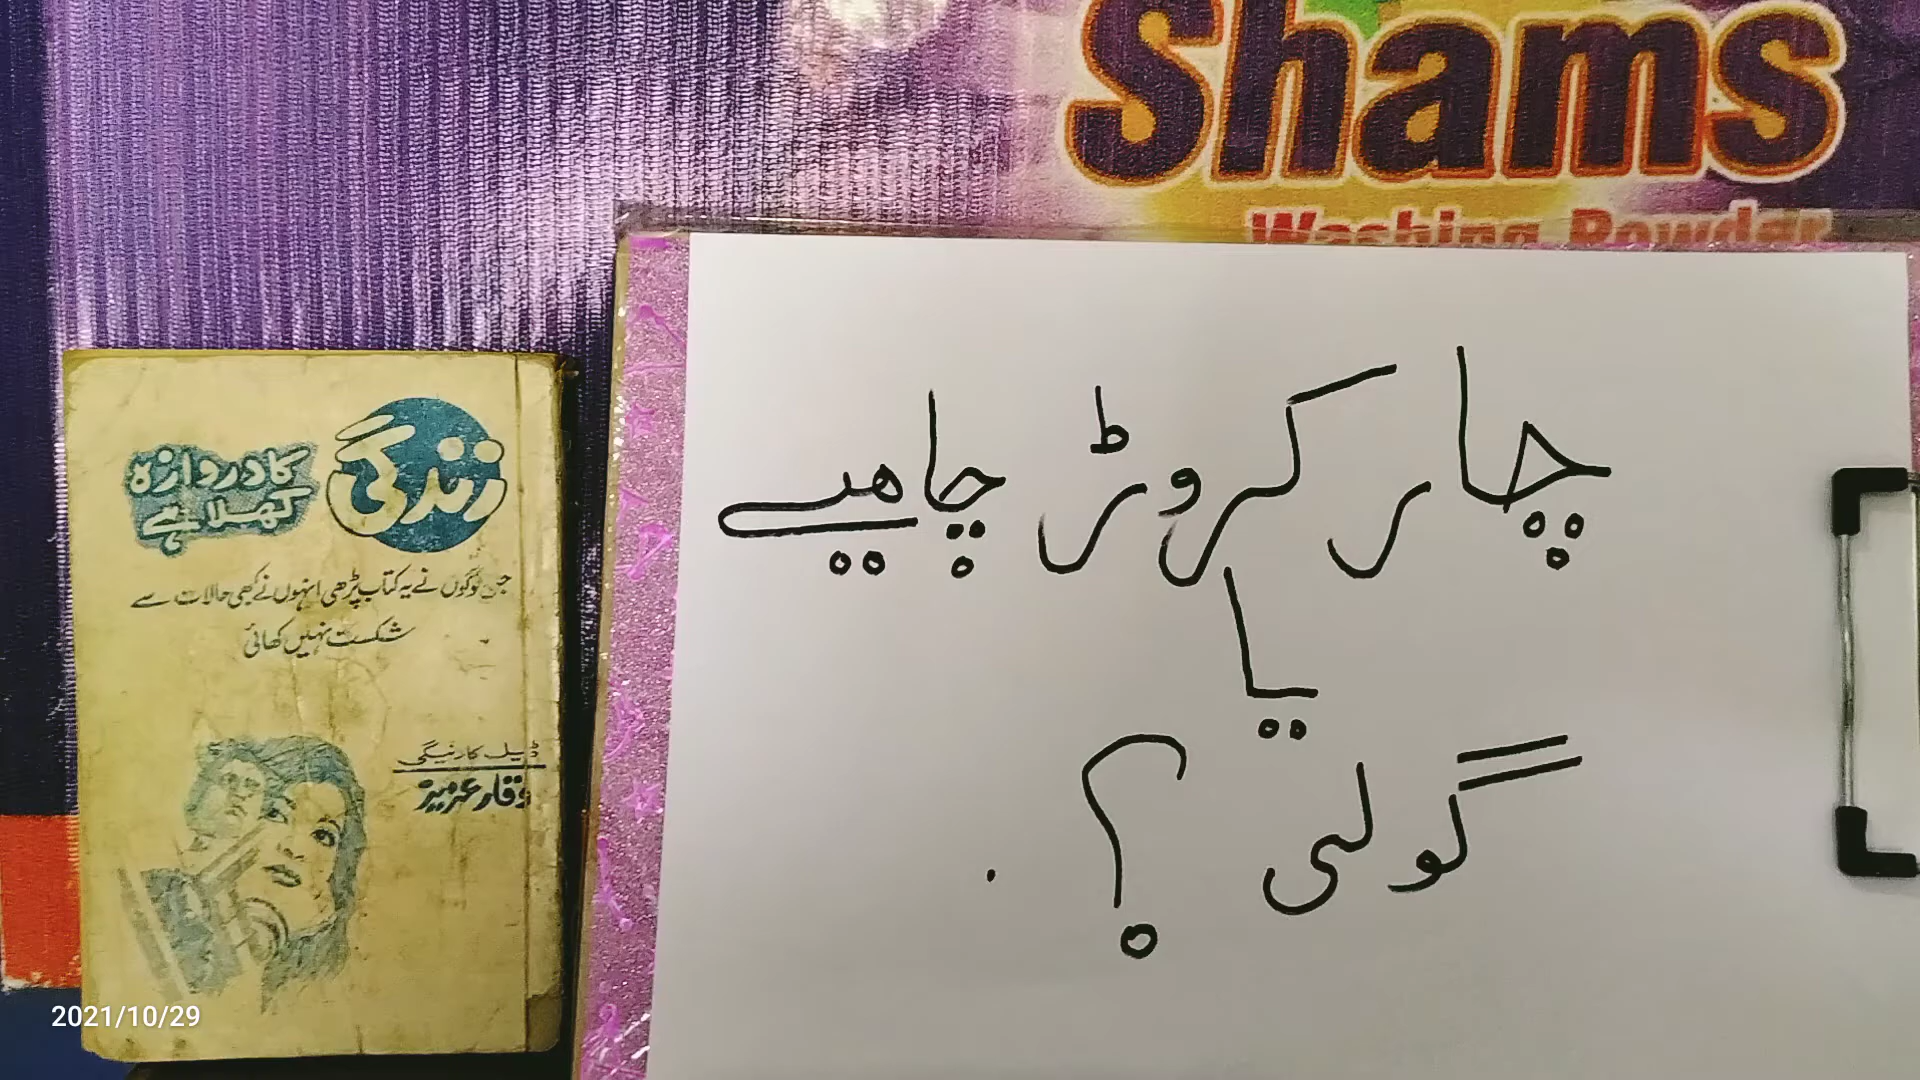 Shams
Washing Powder
چار کروڑ چاہیے
یا
گولی ؟
زندگی
کا دروازہ
کھلا ہے
جن لوگوں نے یہ کتاب پڑھی انہوں نے کبھی حالات سے
شکست نہیں کھائی
ڈیل کارنیگی
وقار عزیز
2021/10/29